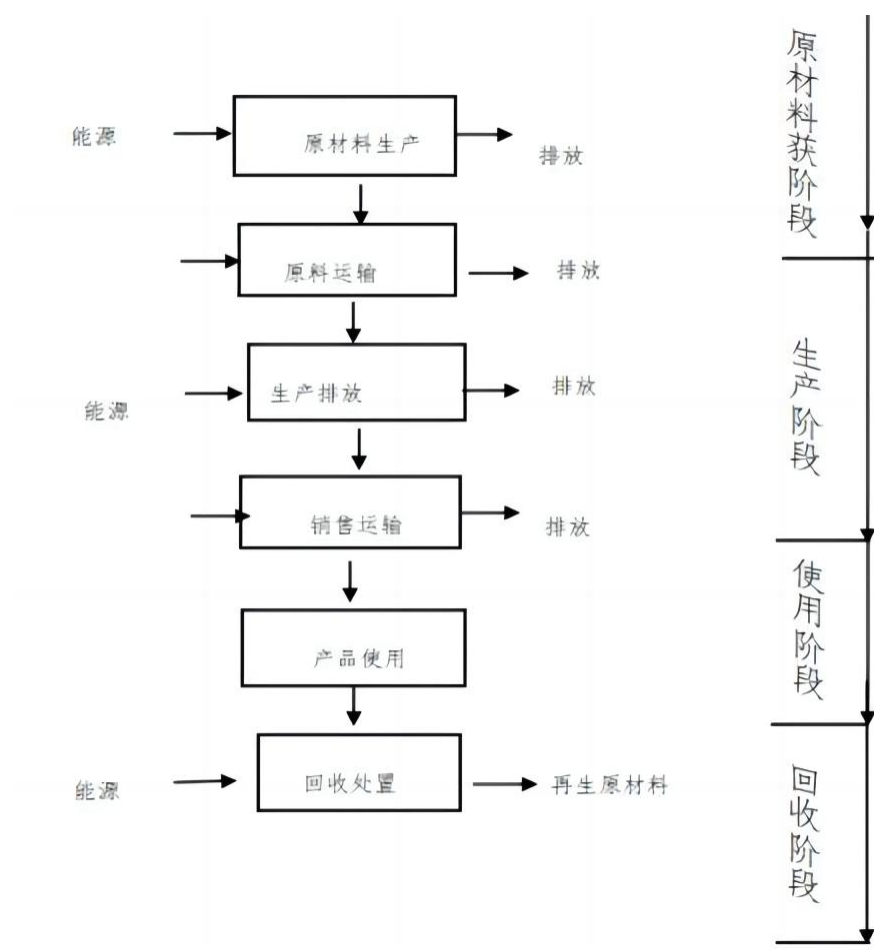 能源
原材料生产
排放
原料运输
排放
能源
生产排放
排放
销售运输
排放
产品使用
能源
回收处置
再生原材料
原材料获阶段
生产阶段
使用阶段
回收阶段